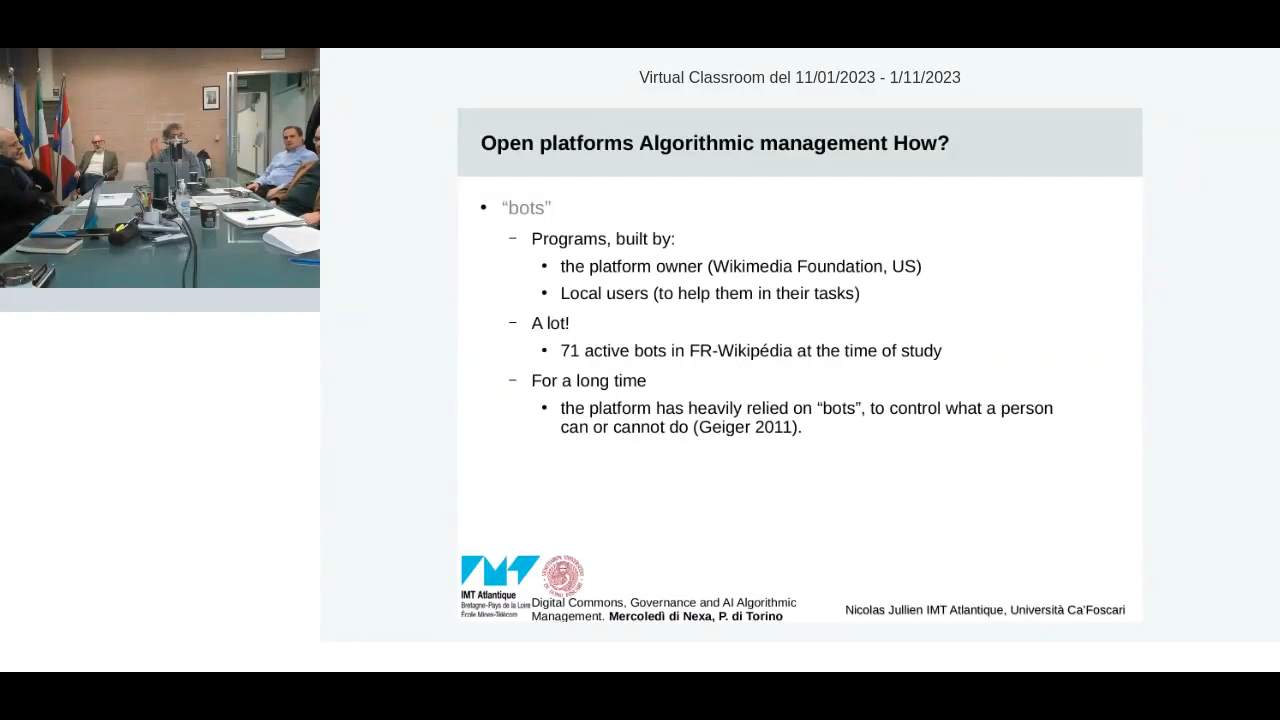 Virtual Classroom del 11/01/2023 - 1/11/2023
Open platforms Algorithmic management How?
• “bots”
– Programs, built by:
• the platform owner (Wikimedia Foundation, US)
• Local users (to help them in their tasks)
– A lot!
• 71 active bots in FR-Wikipédia at the time of study
– For a long time
• the platform has heavily relied on “bots”, to control what a person
can or cannot do (Geiger 2011).
IMT Atlantique
Bretagne-Pays de la Loire
École Mines-Télécom
Digital Commons, Governance and AI Algorithmic
Management. Mercoledì di Nexa, P. di Torino
Nicolas Jullien IMT Atlantique, Università Ca’Foscari